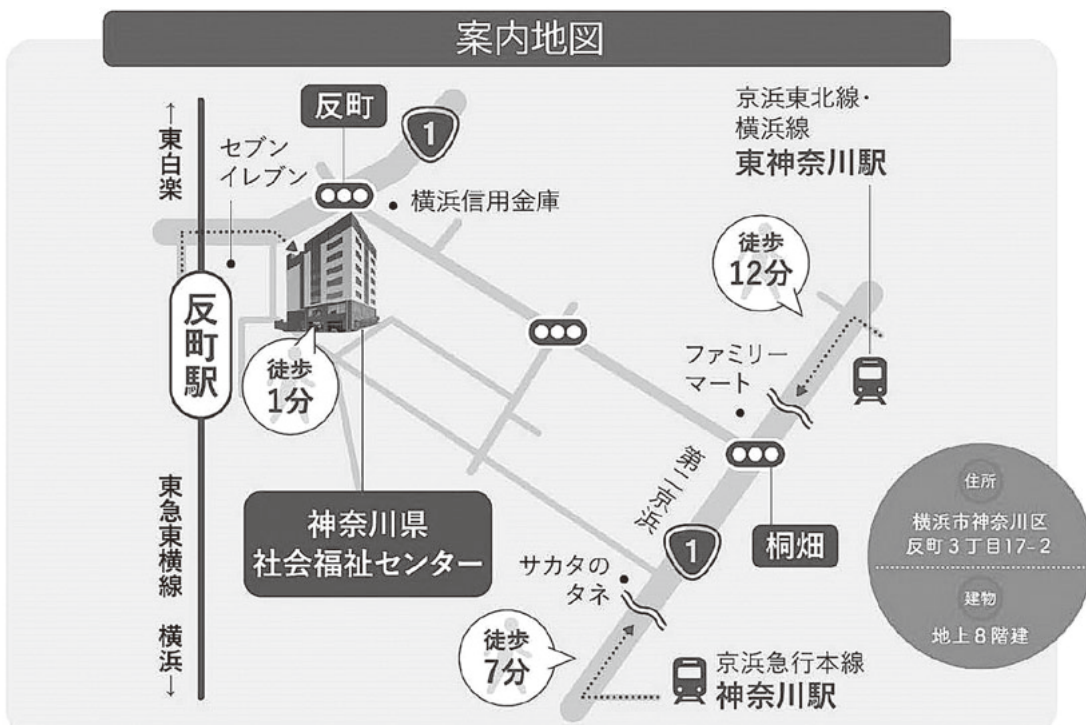 案内地図
反町
1
京浜東北線・
横浜線
東神奈川駅
←東白楽
セブン
イレブン
横浜信用金庫
徒歩
12分
反町駅
徒歩
1分
ファミリー
マート
東急東横線 横浜→
神奈川県
社会福祉センター
第二京浜
1
桐畑
サカタの
タネ
徒歩
7分
京浜急行本線
神奈川駅
住所
横浜市神奈川区
反町3丁目17-2
建物
地上8階建